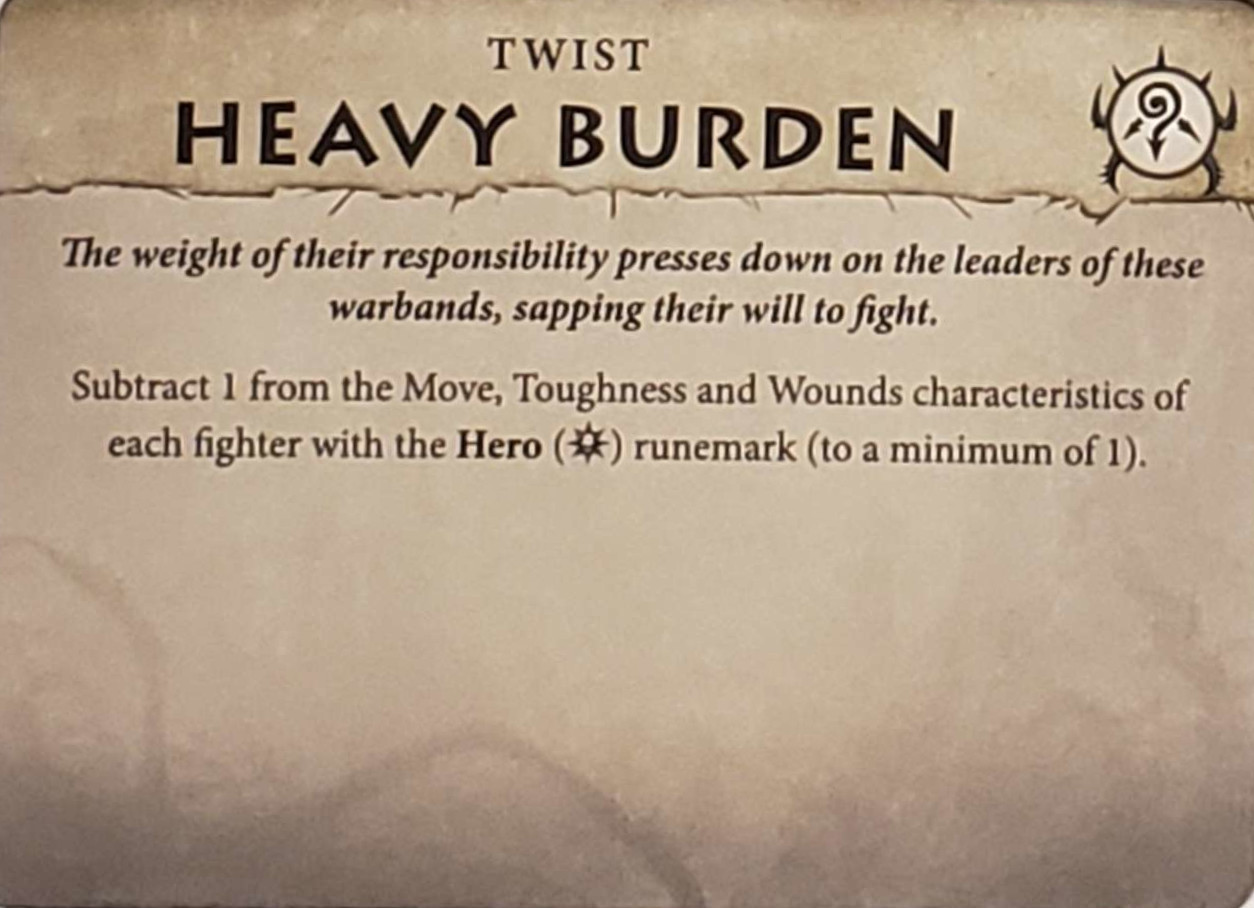 TWIST
HEAVY BURDEN
The weight of their responsibility presses down on the leaders of these
warbands, sapping their will to fight.
Subtract 1 from the Move, Toughness and Wounds characteristics of
each fighter with the Hero (✵) runemark (to a minimum of 1).